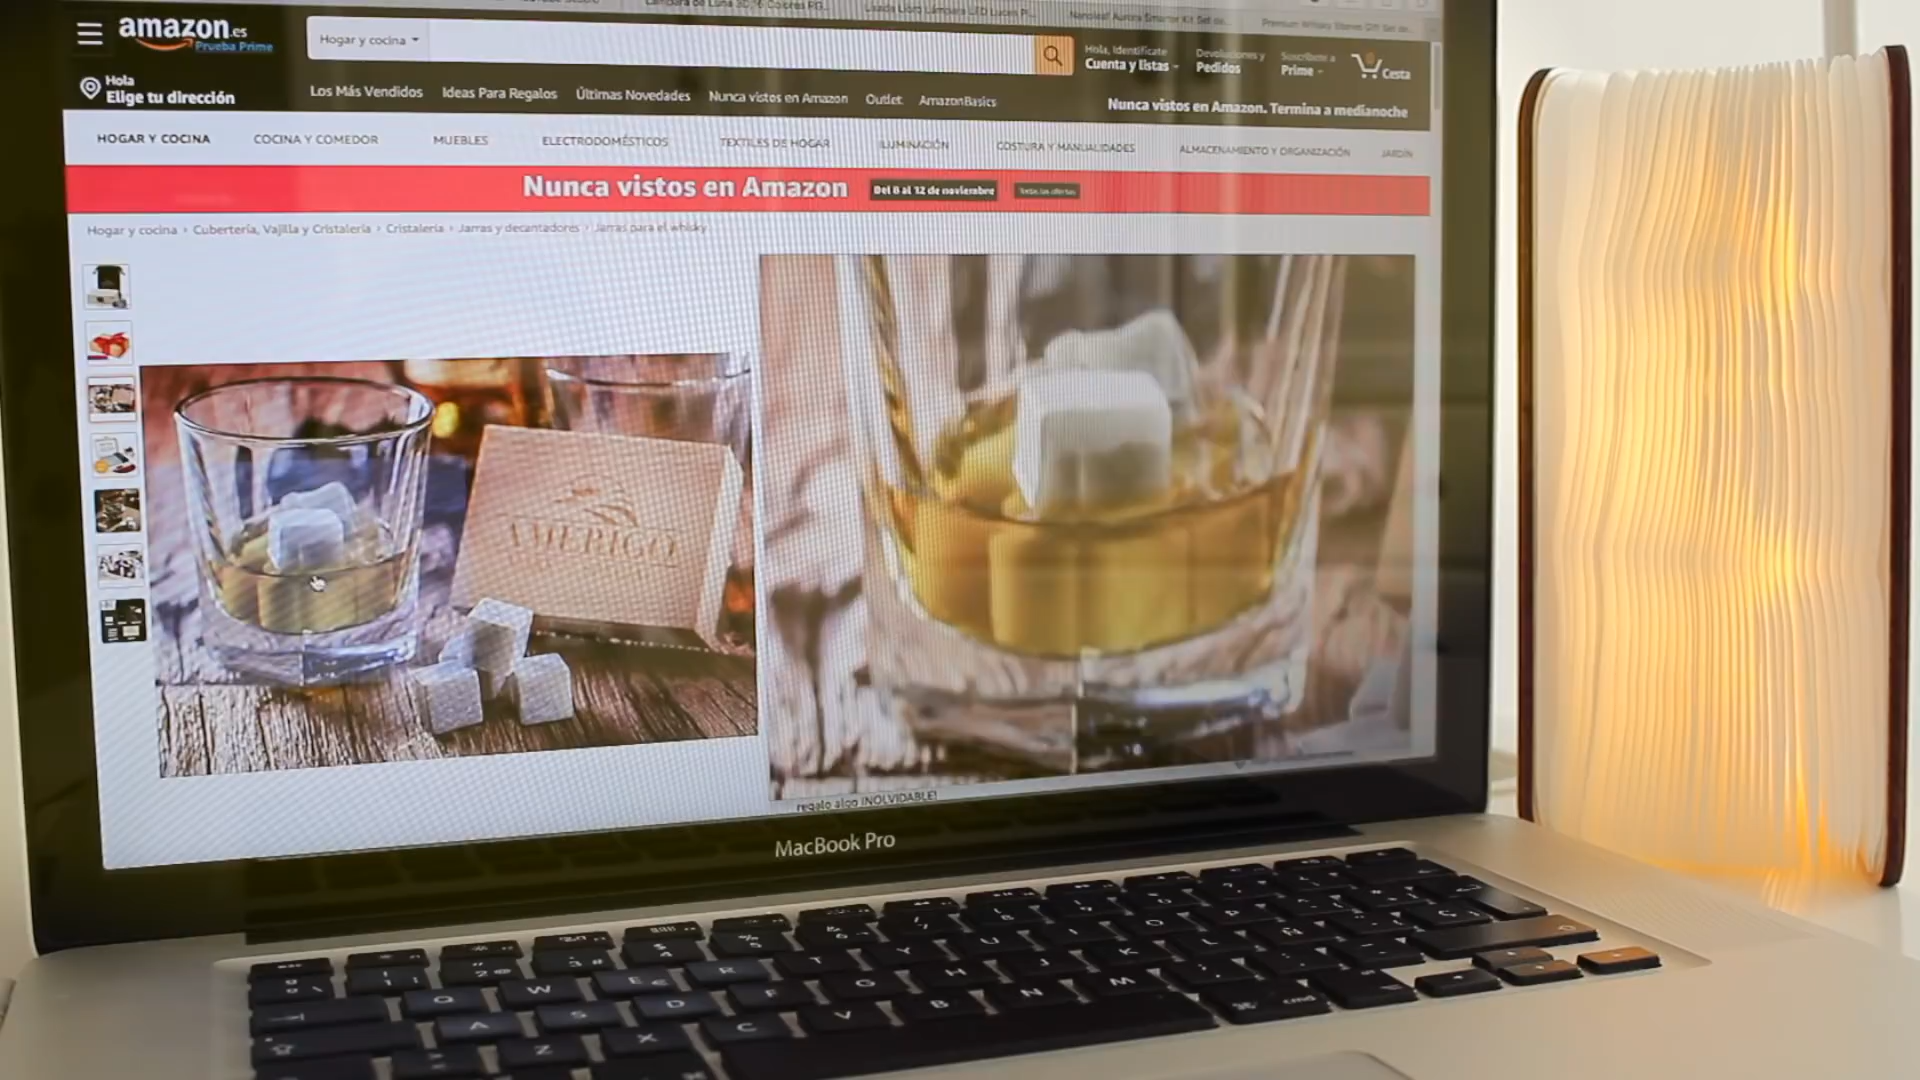 amazon.es
Prueba Prime
Hogar y cocina
Hola, Identifícate
Cuenta y listas
Devoluciones y
Pedidos
Suscríbete a
Prime
Cesta
Hola
Elige tu dirección
Los Más Vendidos
Ideas Para Regalos
Últimas Novedades
Nunca vistos en Amazon
Outlet
AmazonBasics
Nunca vistos en Amazon. Termina a medianoche
HOGAR Y COCINA
COCINA Y COMEDOR
MUEBLES
ELECTRODOMÉSTICOS
TEXTILES DE HOGAR
ILUMINACIÓN
COSTURA Y MANUALIDADES
ALMACENAMIENTO Y ORGANIZACIÓN
JARDÍN
Nunca vistos en Amazon
Del 8 al 12 de noviembre
Hogar y cocina › Cubertería, Vajilla y Cristalería › Cristalería › Jarras y decantadores › Jarras para el whisky
AMERIGO
regalo algo INOLVIDABLE!
MacBook Pro
Q W E € R T Y U I O P
A S D F G H J K L Ñ
Z X C V B N M
cmd